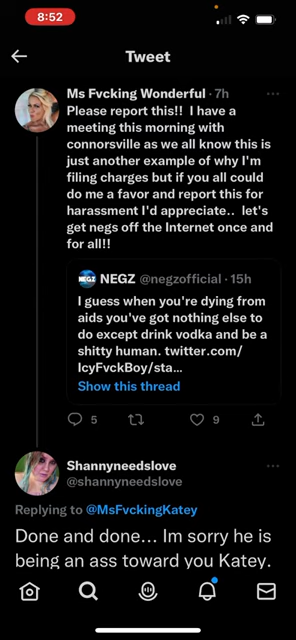 8:52
Tweet
Ms Fvcking Wonderful · 7h
Please report this!! I have a
meeting this morning with
connorsville as we all know this is
just another example of why I'm
filing charges but if you all could
do me a favor and report this for
harassment I'd appreciate.. let's
get negs off the Internet once and
for all!!
NEGZ NEGZ @negzofficial · 15h
I guess when you're dying from
aids you've got nothing else to
do except drink vodka and be a
shitty human. twitter.com/
IcyFvckBoy/sta...
Show this thread
5 9
Shannyneedslove
@shannyneedslove
Replying to @MsFvckingKatey
Done and done... Im sorry he is
being an ass toward you Katey.